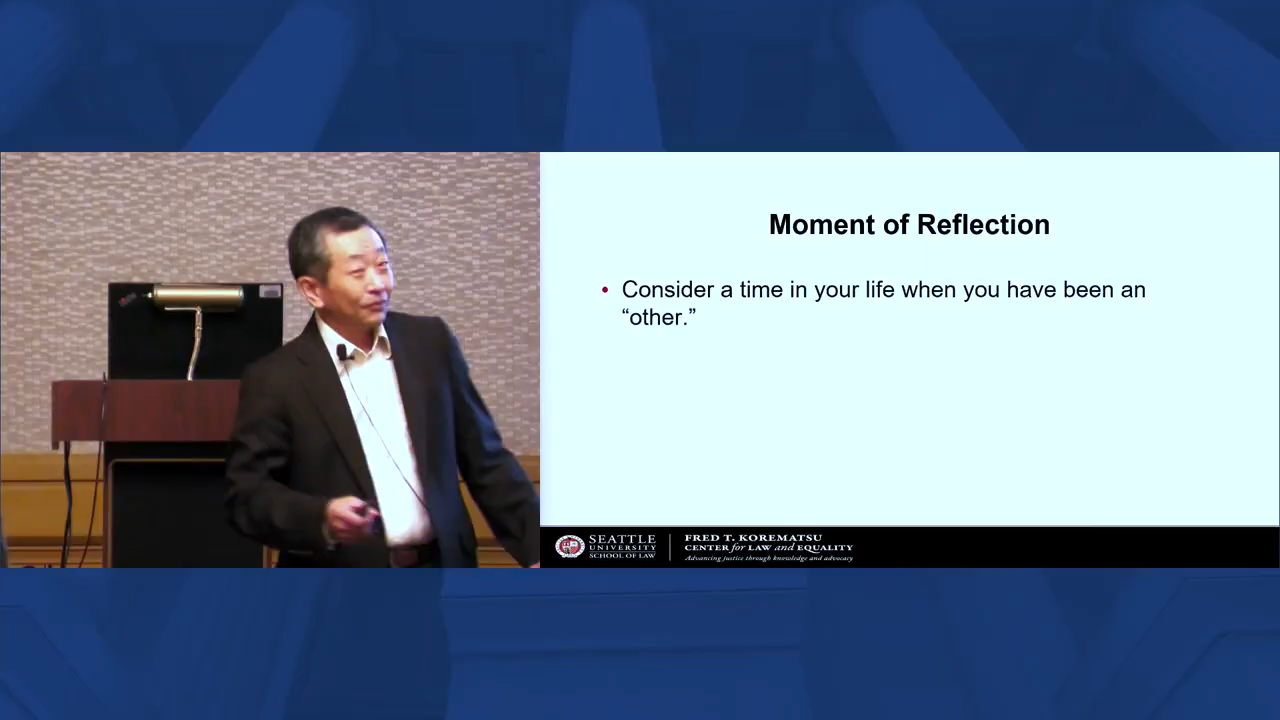 Moment of Reflection
• Consider a time in your life when you have been an
“other.”
SEATTLE
UNIVERSITY
SCHOOL OF LAW
FRED T. KOREMATSU
CENTER for LAW and EQUALITY
Advancing justice through knowledge and advocacy